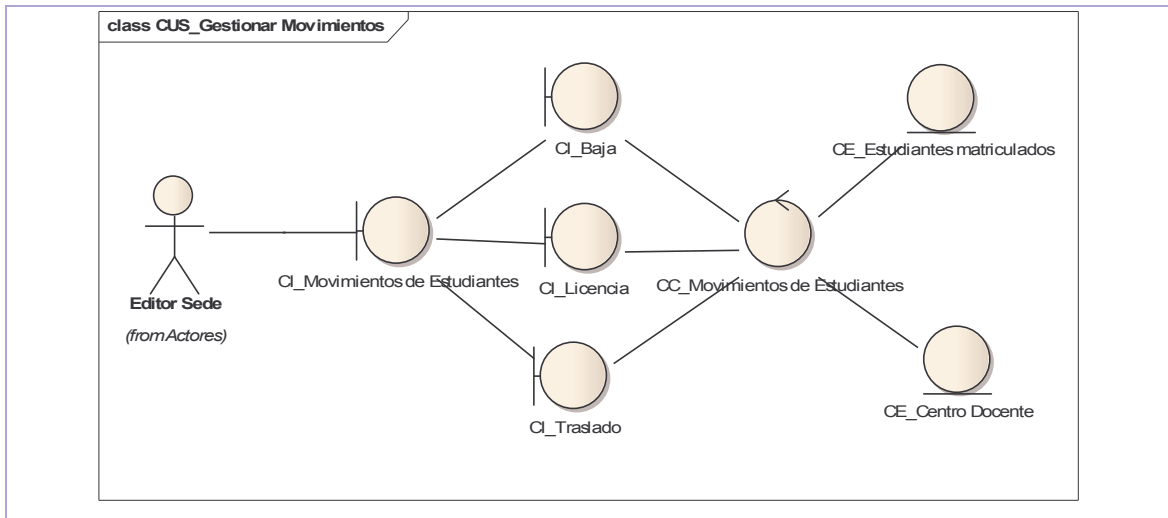 class CUS_Gestionar Movimientos
CI_Baja
CE_Estudiantes matriculados
CI_Movimientos de Estudiantes
CI_Licencia
CC_Movimientos de Estudiantes
Editor Sede
(from Actores)
CI_Traslado
CE_Centro Docente